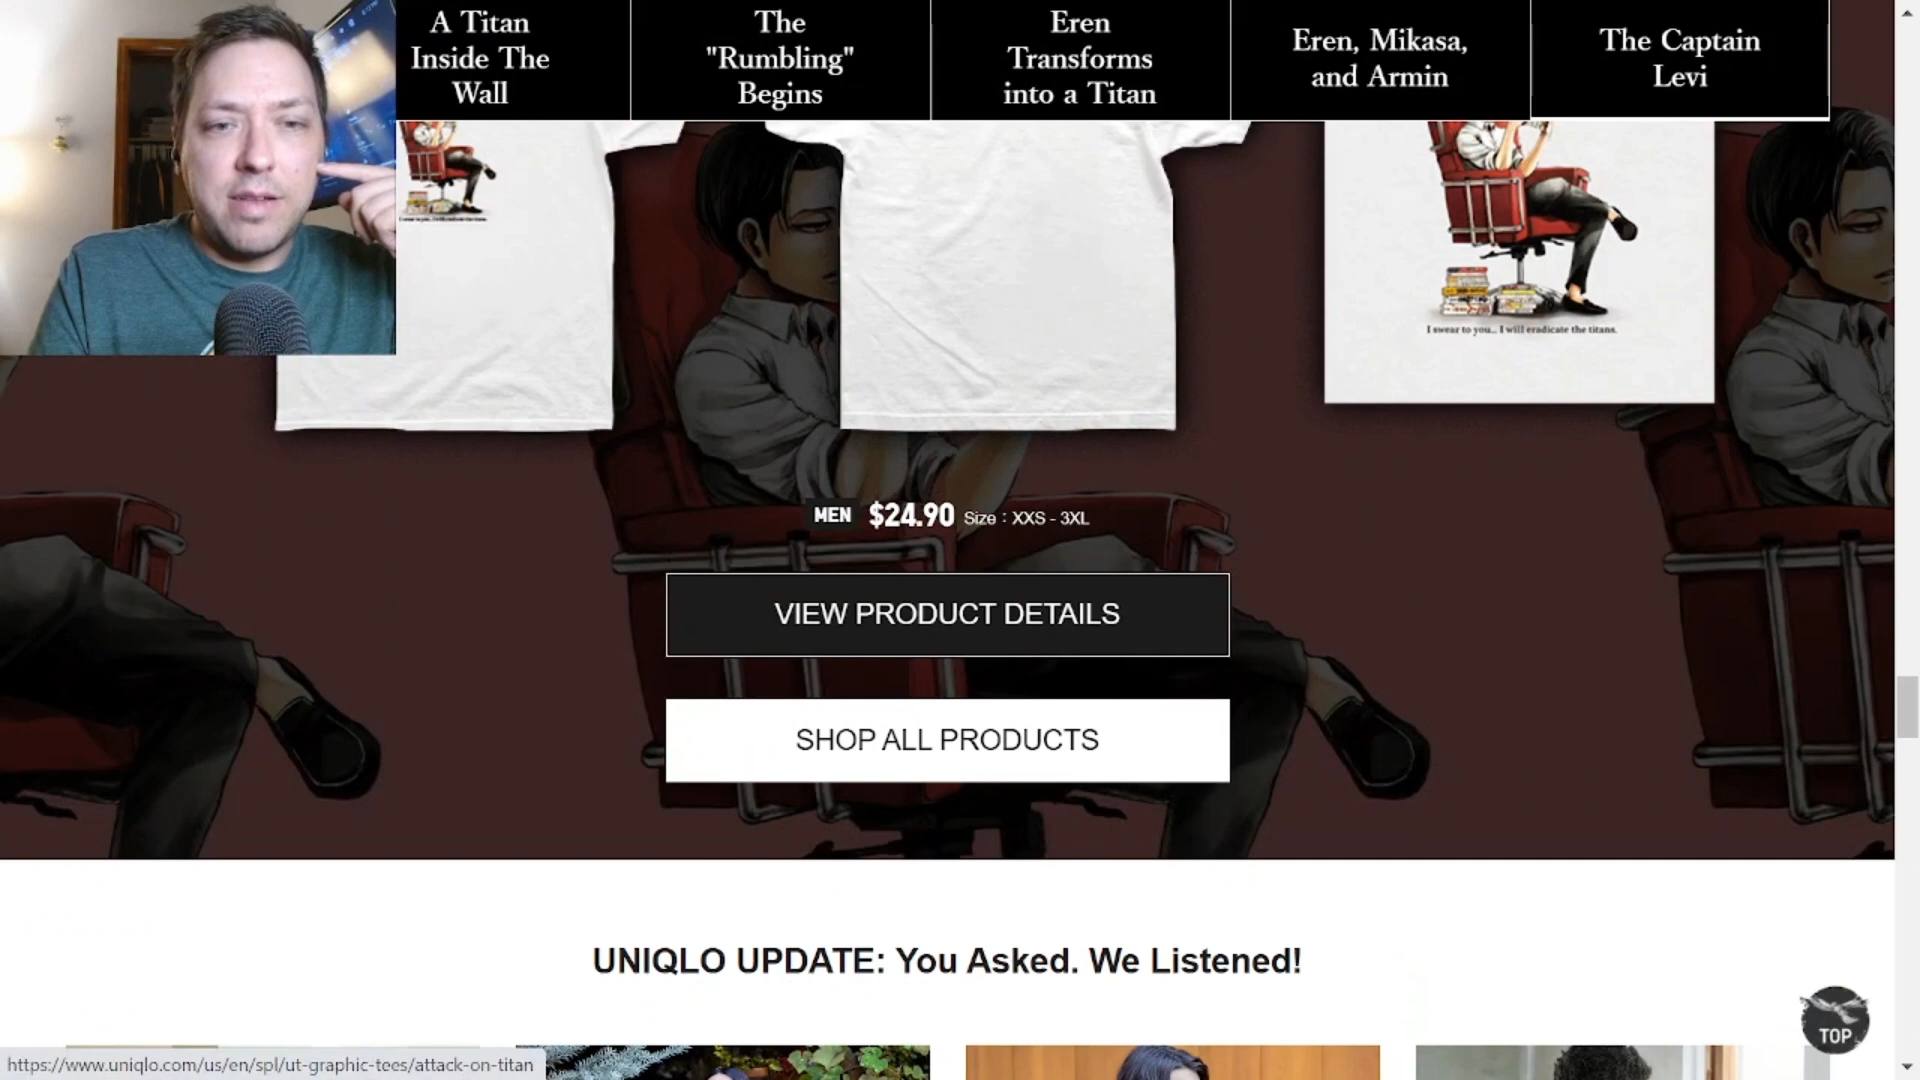 A Titan
Inside The
Wall
The
"Rumbling"
Begins
Eren
Transforms
into a Titan
Eren, Mikasa,
and Armin
The Captain
Levi
I swear to you... I will eradicate the titans.
MEN $24.90 Size : XXS - 3XL
VIEW PRODUCT DETAILS
SHOP ALL PRODUCTS
UNIQLO UPDATE: You Asked. We Listened!
TOP
https://www.uniqlo.com/us/en/spl/ut-graphic-tees/attack-on-titan